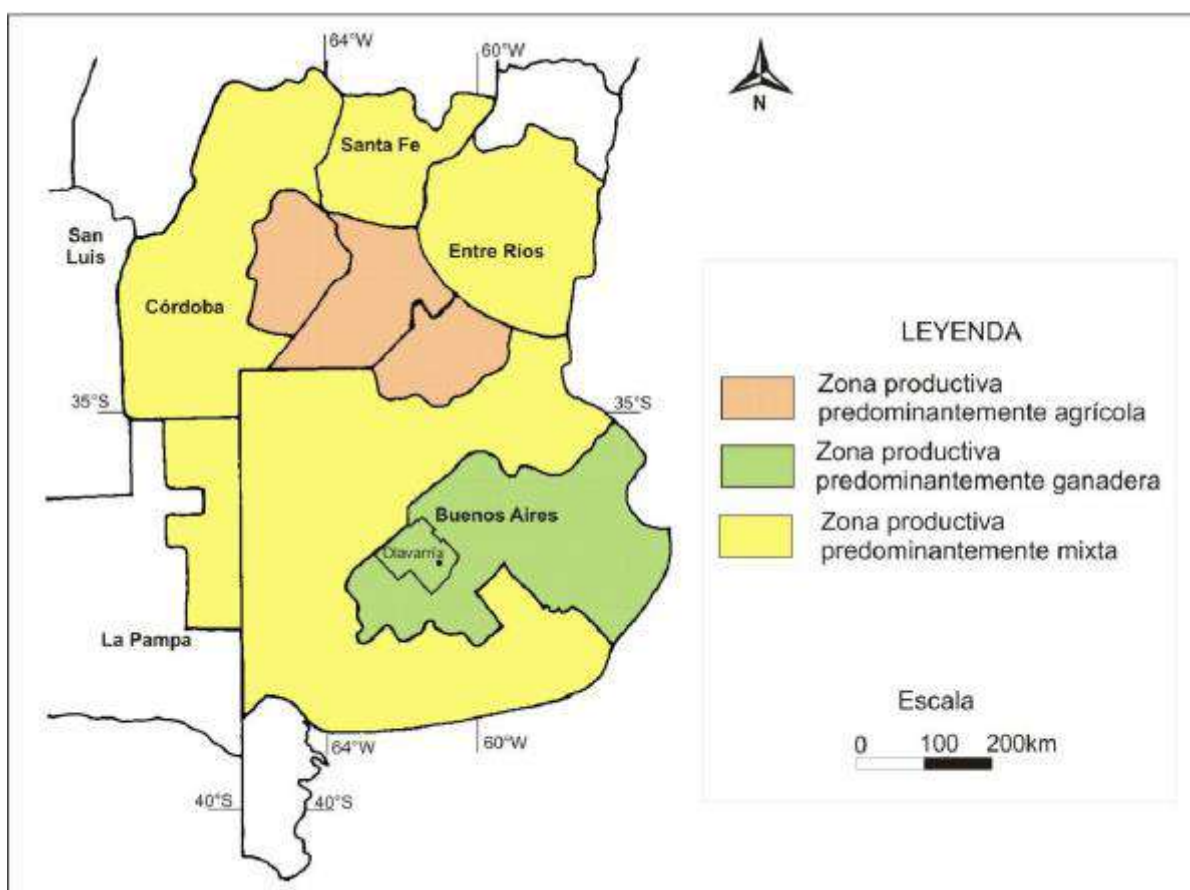 64°W
60°W
N
Santa Fe
San
Luis
Entre Ríos
Córdoba
LEYENDA
Zona productiva
predominantemente agrícola
35°S
35°S
Zona productiva
predominantemente ganadera
Buenos Aires
Zona productiva
predominantemente mixta
Olavarría
La Pampa
Escala
0 100 200km
64°W
60°W
40°S
40°S